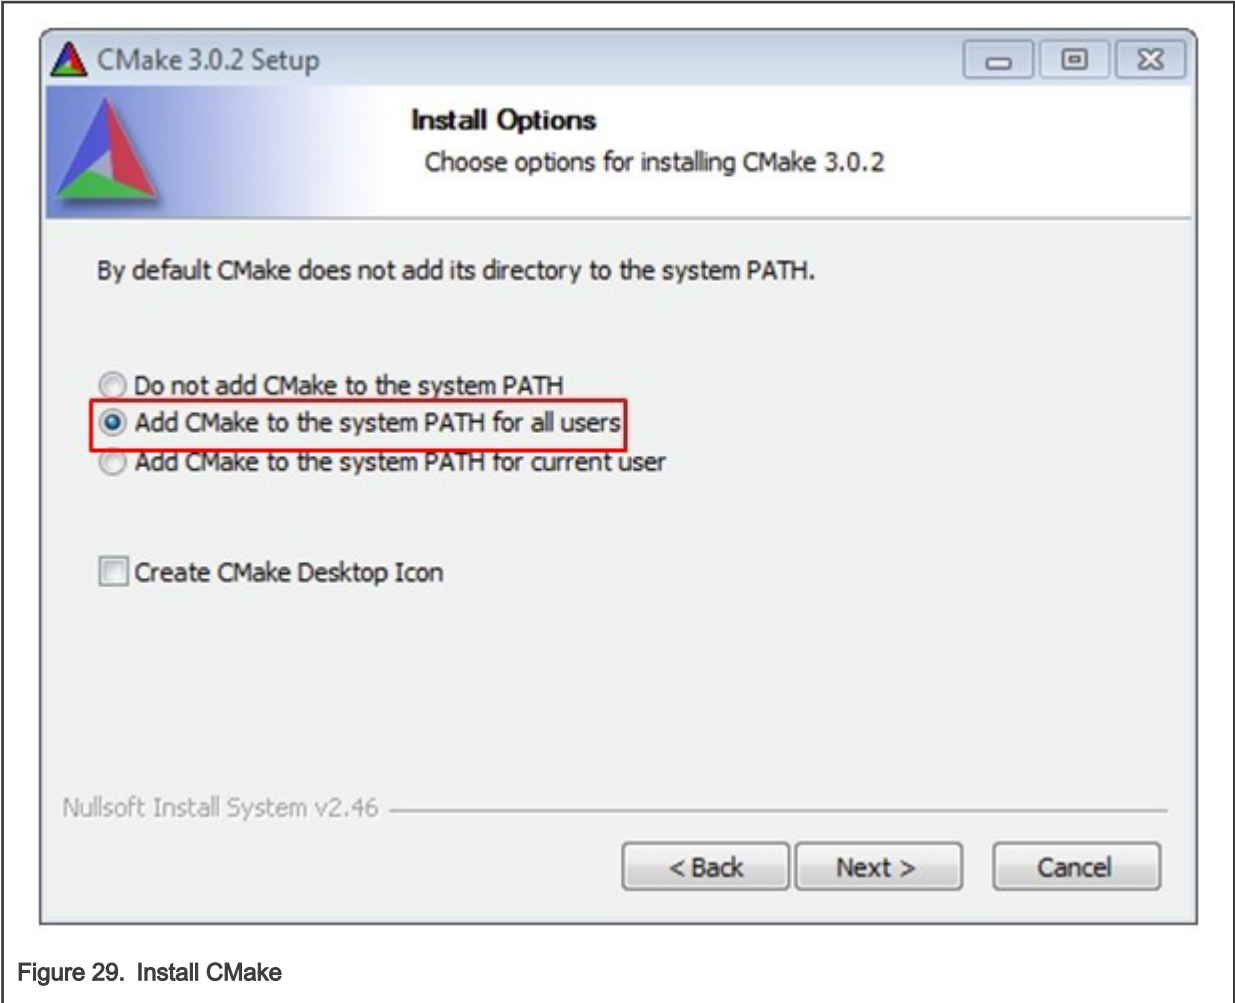 CMake 3.0.2 Setup
Install Options
Choose options for installing CMake 3.0.2
By default CMake does not add its directory to the system PATH.
Do not add CMake to the system PATH
Add CMake to the system PATH for all users
Add CMake to the system PATH for current user
Create CMake Desktop Icon
Nullsoft Install System v2.46
< Back
Next >
Cancel
Figure 29. Install CMake